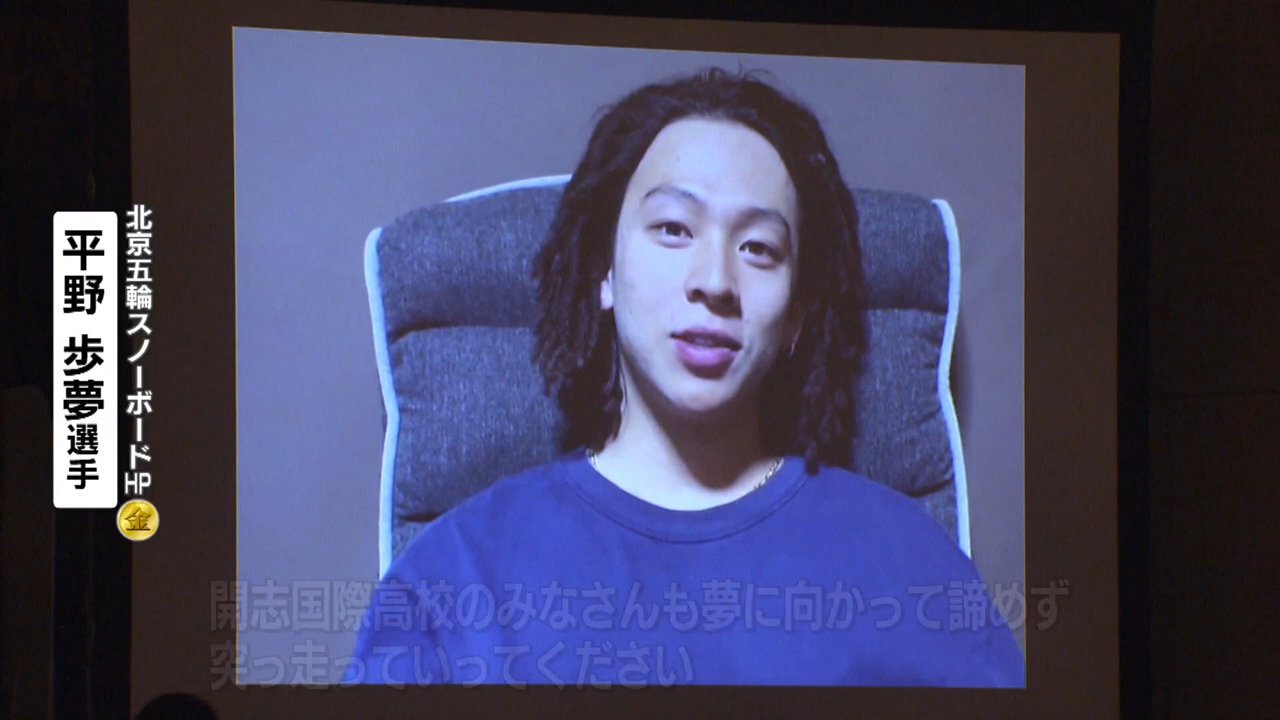 北京五輪スノーボードHP
金
平野 歩夢選手
開志国際高校のみなさんも夢に向かって諦めず
突っ走っていってください